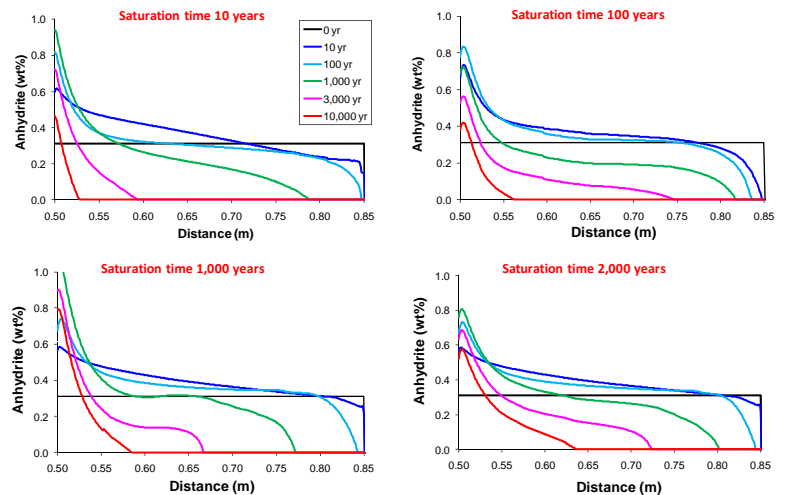 Saturation time 10 years
1.0
0.8
0.6
0.4
0.2
0.0
Anhydrite (wt%)
0 yr
10 yr
100 yr
1,000 yr
3,000 yr
10,000 yr
0.50 0.55 0.60 0.65 0.70 0.75 0.80 0.85
Distance (m)
Saturation time 100 years
1.0
0.8
0.6
0.4
0.2
0.0
Anhydrite (wt%)
0.50 0.55 0.60 0.65 0.70 0.75 0.80 0.85
Distance (m)
Saturation time 1,000 years
1.0
0.8
0.6
0.4
0.2
0.0
Anhydrite (wt%)
0.50 0.55 0.60 0.65 0.70 0.75 0.80 0.85
Distance (m)
Saturation time 2,000 years
1.0
0.8
0.6
0.4
0.2
0.0
Anhydrite (wt%)
0.50 0.55 0.60 0.65 0.70 0.75 0.80 0.85
Distance (m)